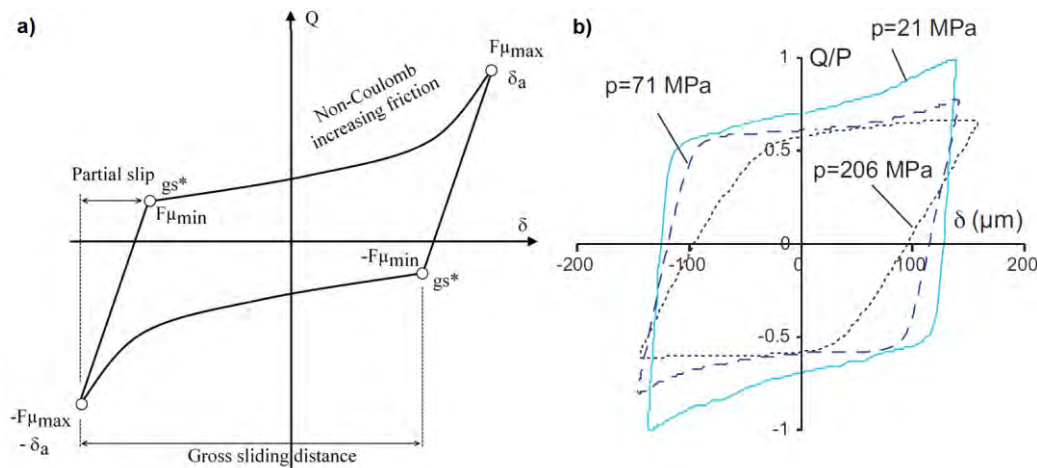 a)
Q
Fμmax
δa
Non-Coulomb
increasing friction
Partial slip
gs*
Fμmin
δ
-Fμmin
gs*
-Fμmax
- δa
Gross sliding distance
b)
p=21 MPa
1
Q/P
p=71 MPa
0.5
p=206 MPa
δ (μm)
0
-200
-100
0
100
200
-0.5
-1